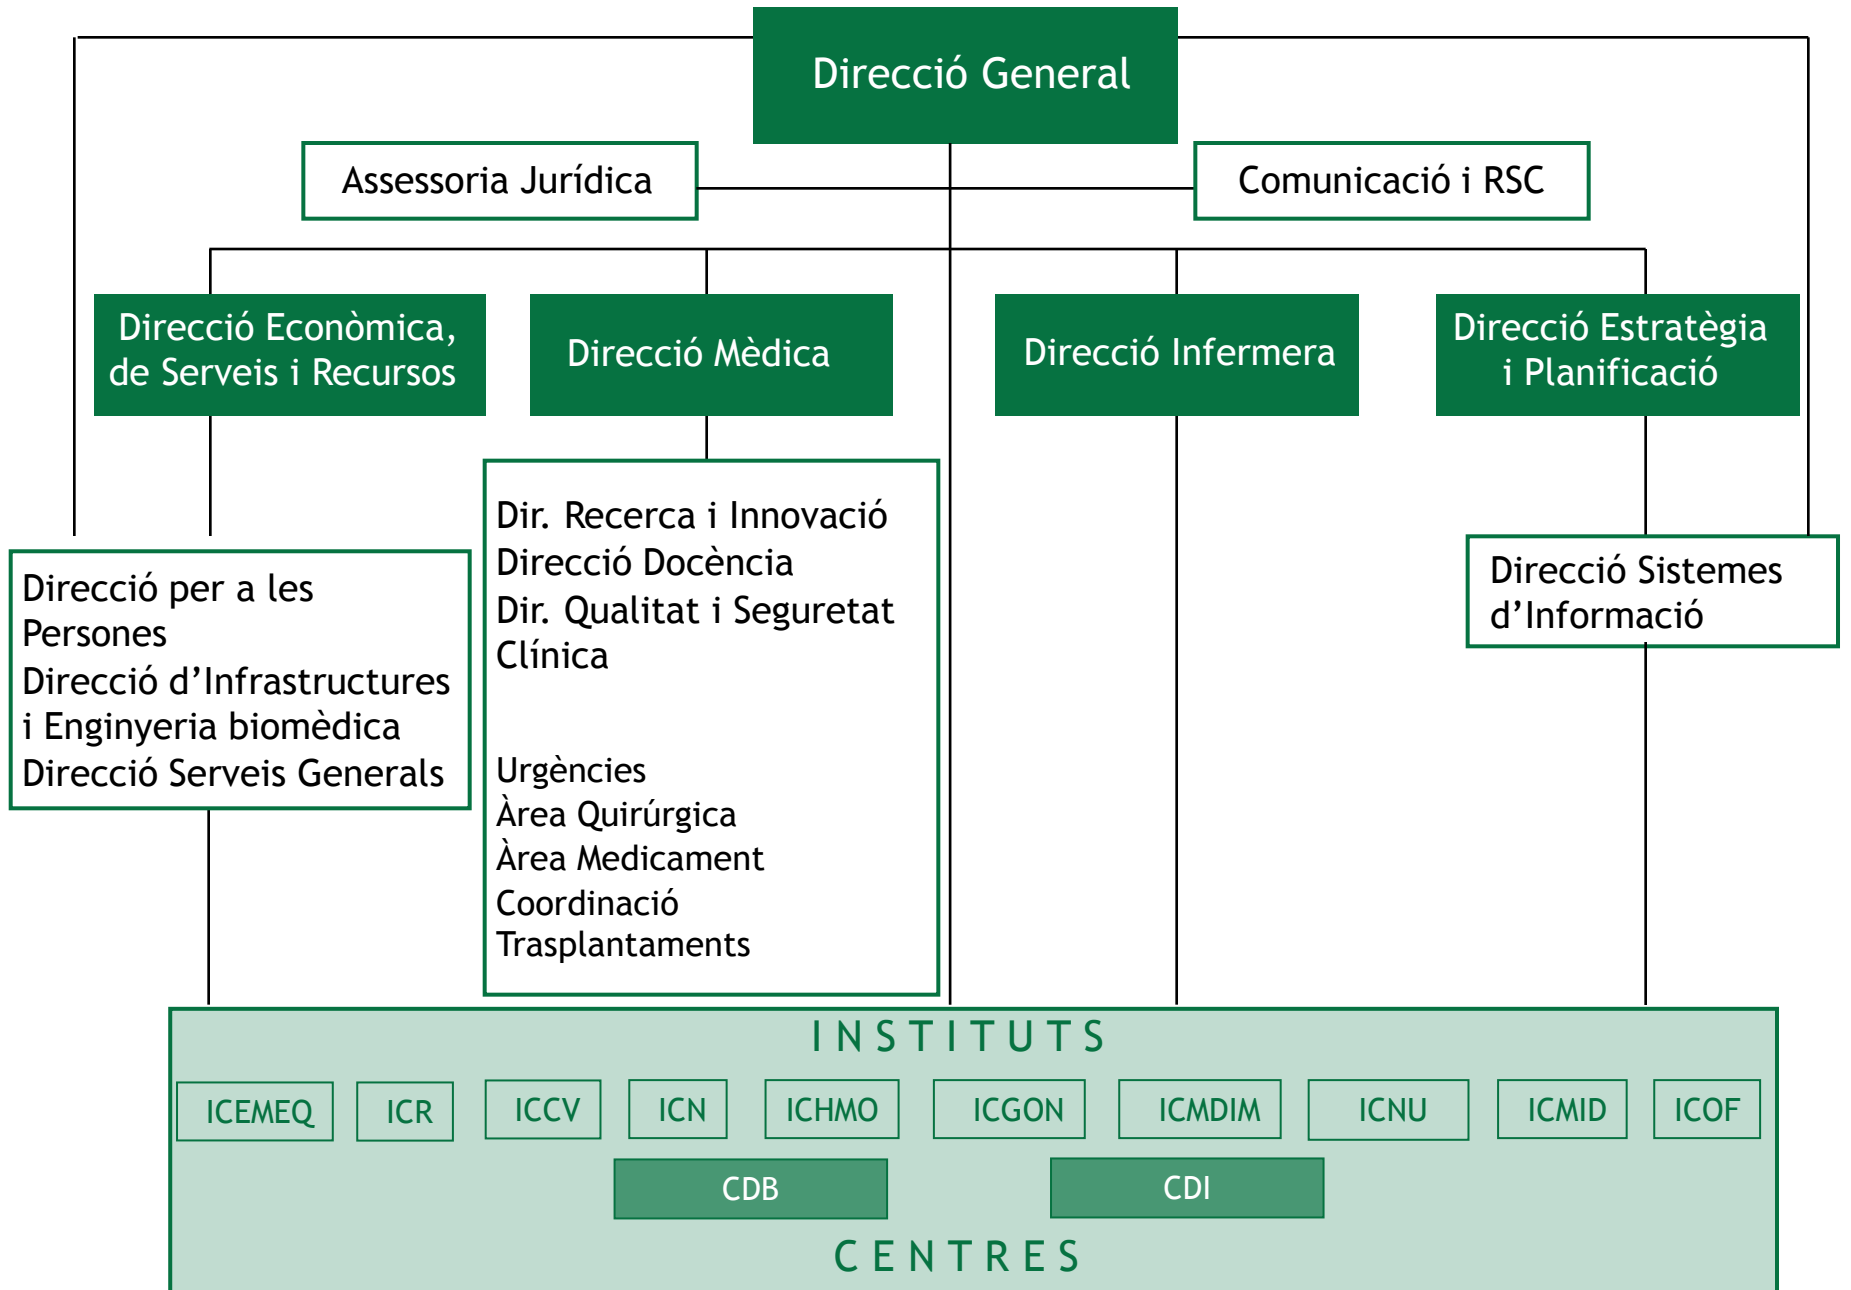 Direcció General
Assessoria Jurídica
Comunicació i RSC
Direcció Econòmica,
de Serveis i Recursos
Direcció Mèdica
Direcció Infermera
Direcció Estratègia
i Planificació
Direcció per a les
Persones
Direcció d’Infrastructures
i Enginyeria biomèdica
Direcció Serveis Generals
Dir. Recerca i Innovació
Direcció Docència
Dir. Qualitat i Seguretat
Clínica
Urgències
Àrea Quirúrgica
Àrea Medicament
Coordinació
Trasplantaments
Direcció Sistemes
d’Informació
INSTITUTS
ICEMEQ
ICR
ICCV
ICN
ICHMO
ICGON
ICMDIM
ICNU
ICMID
ICOF
CDB
CDI
CENTRES